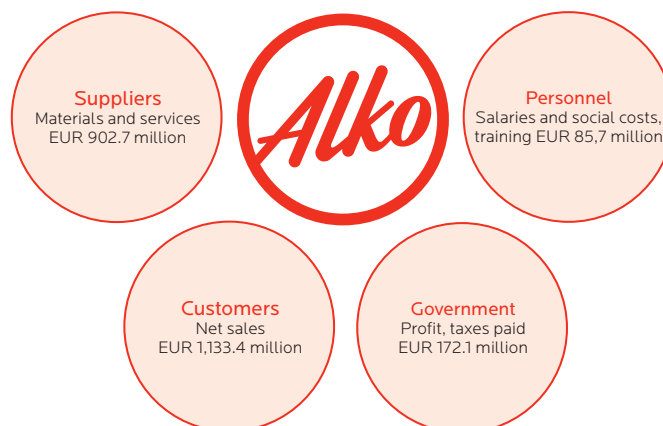 Suppliers
Materials and services
EUR 902.7 million
Alko
Personnel
Salaries and social costs,
training EUR 85,7 million
Customers
Net sales
EUR 1,133.4 million
Government
Profit, taxes paid
EUR 172.1 million